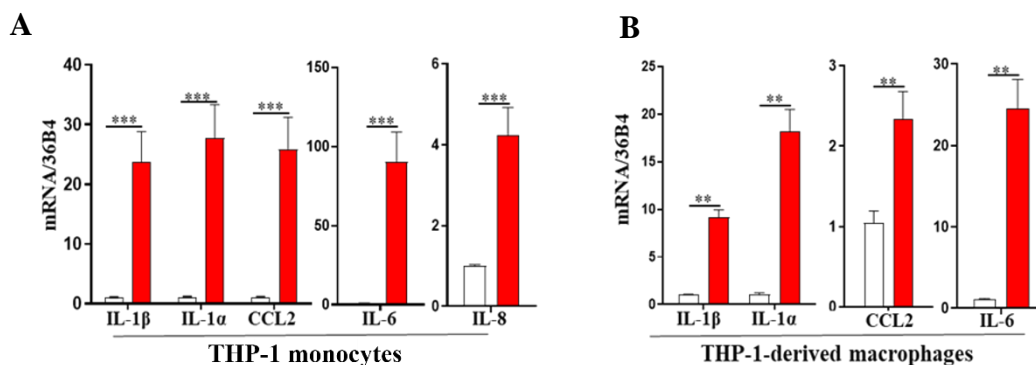 A
B
mRNA/36B4
40
30
20
10
0
***
***
***
IL-1β
IL-1α
CCL2
150
100
50
0
***
IL-6
6
4
2
0
***
IL-8
THP-1 monocytes
mRNA/36B4
25
20
15
10
5
0
**
**
IL-1β
IL-1α
3
2
1
0
**
CCL2
30
20
10
0
**
IL-6
THP-1-derived macrophages